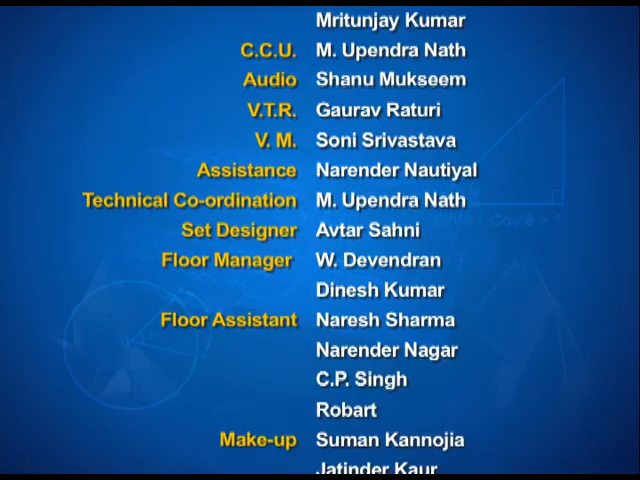 Mritunjay Kumar
C.C.U. M. Upendra Nath
Audio Shanu Mukseem
V.T.R. Gaurav Raturi
V. M. Soni Srivastava
Assistance Narender Nautiyal
Technical Co-ordination M. Upendra Nath
Set Designer Avtar Sahni
Floor Manager W. Devendran
Dinesh Kumar
Floor Assistant Naresh Sharma
Narender Nagar
C.P. Singh
Robart
Make-up Suman Kannojia
Jatinder Kaur